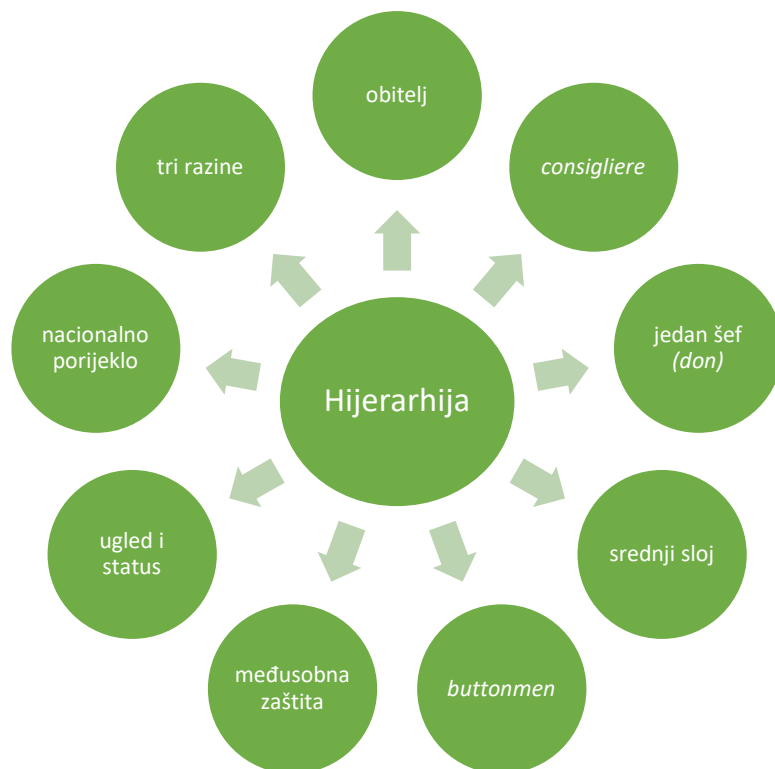 obitelj
consigliere
jedan šef
(don)
srednji sloj
buttonmen
međusobna
zaštita
ugled i
status
nacionalno
porijeklo
tri razine
Hijerarhija